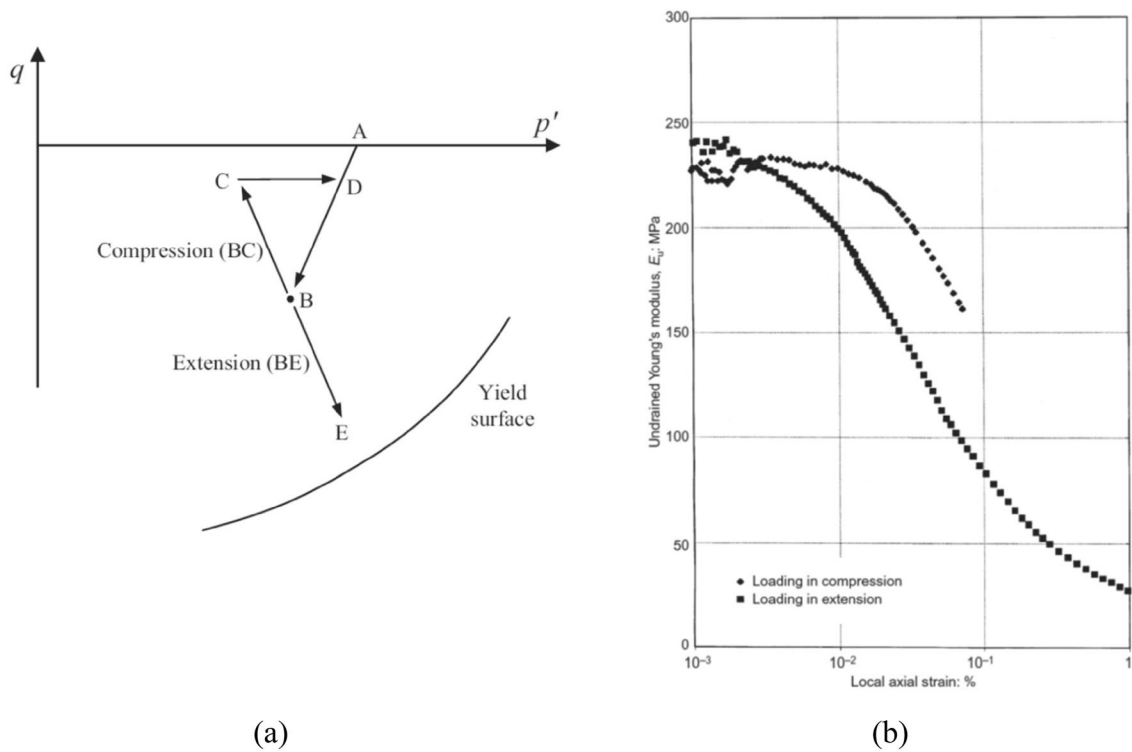 q
p′
A
C
D
Compression (BC)
B
Extension (BE)
E
Yield
surface
(a)
300
250
200
150
100
50
0
Undrained Young's modulus, Eᵤ: MPa
Loading in compression
Loading in extension
10⁻³
10⁻²
10⁻¹
1
Local axial strain: %
(b)